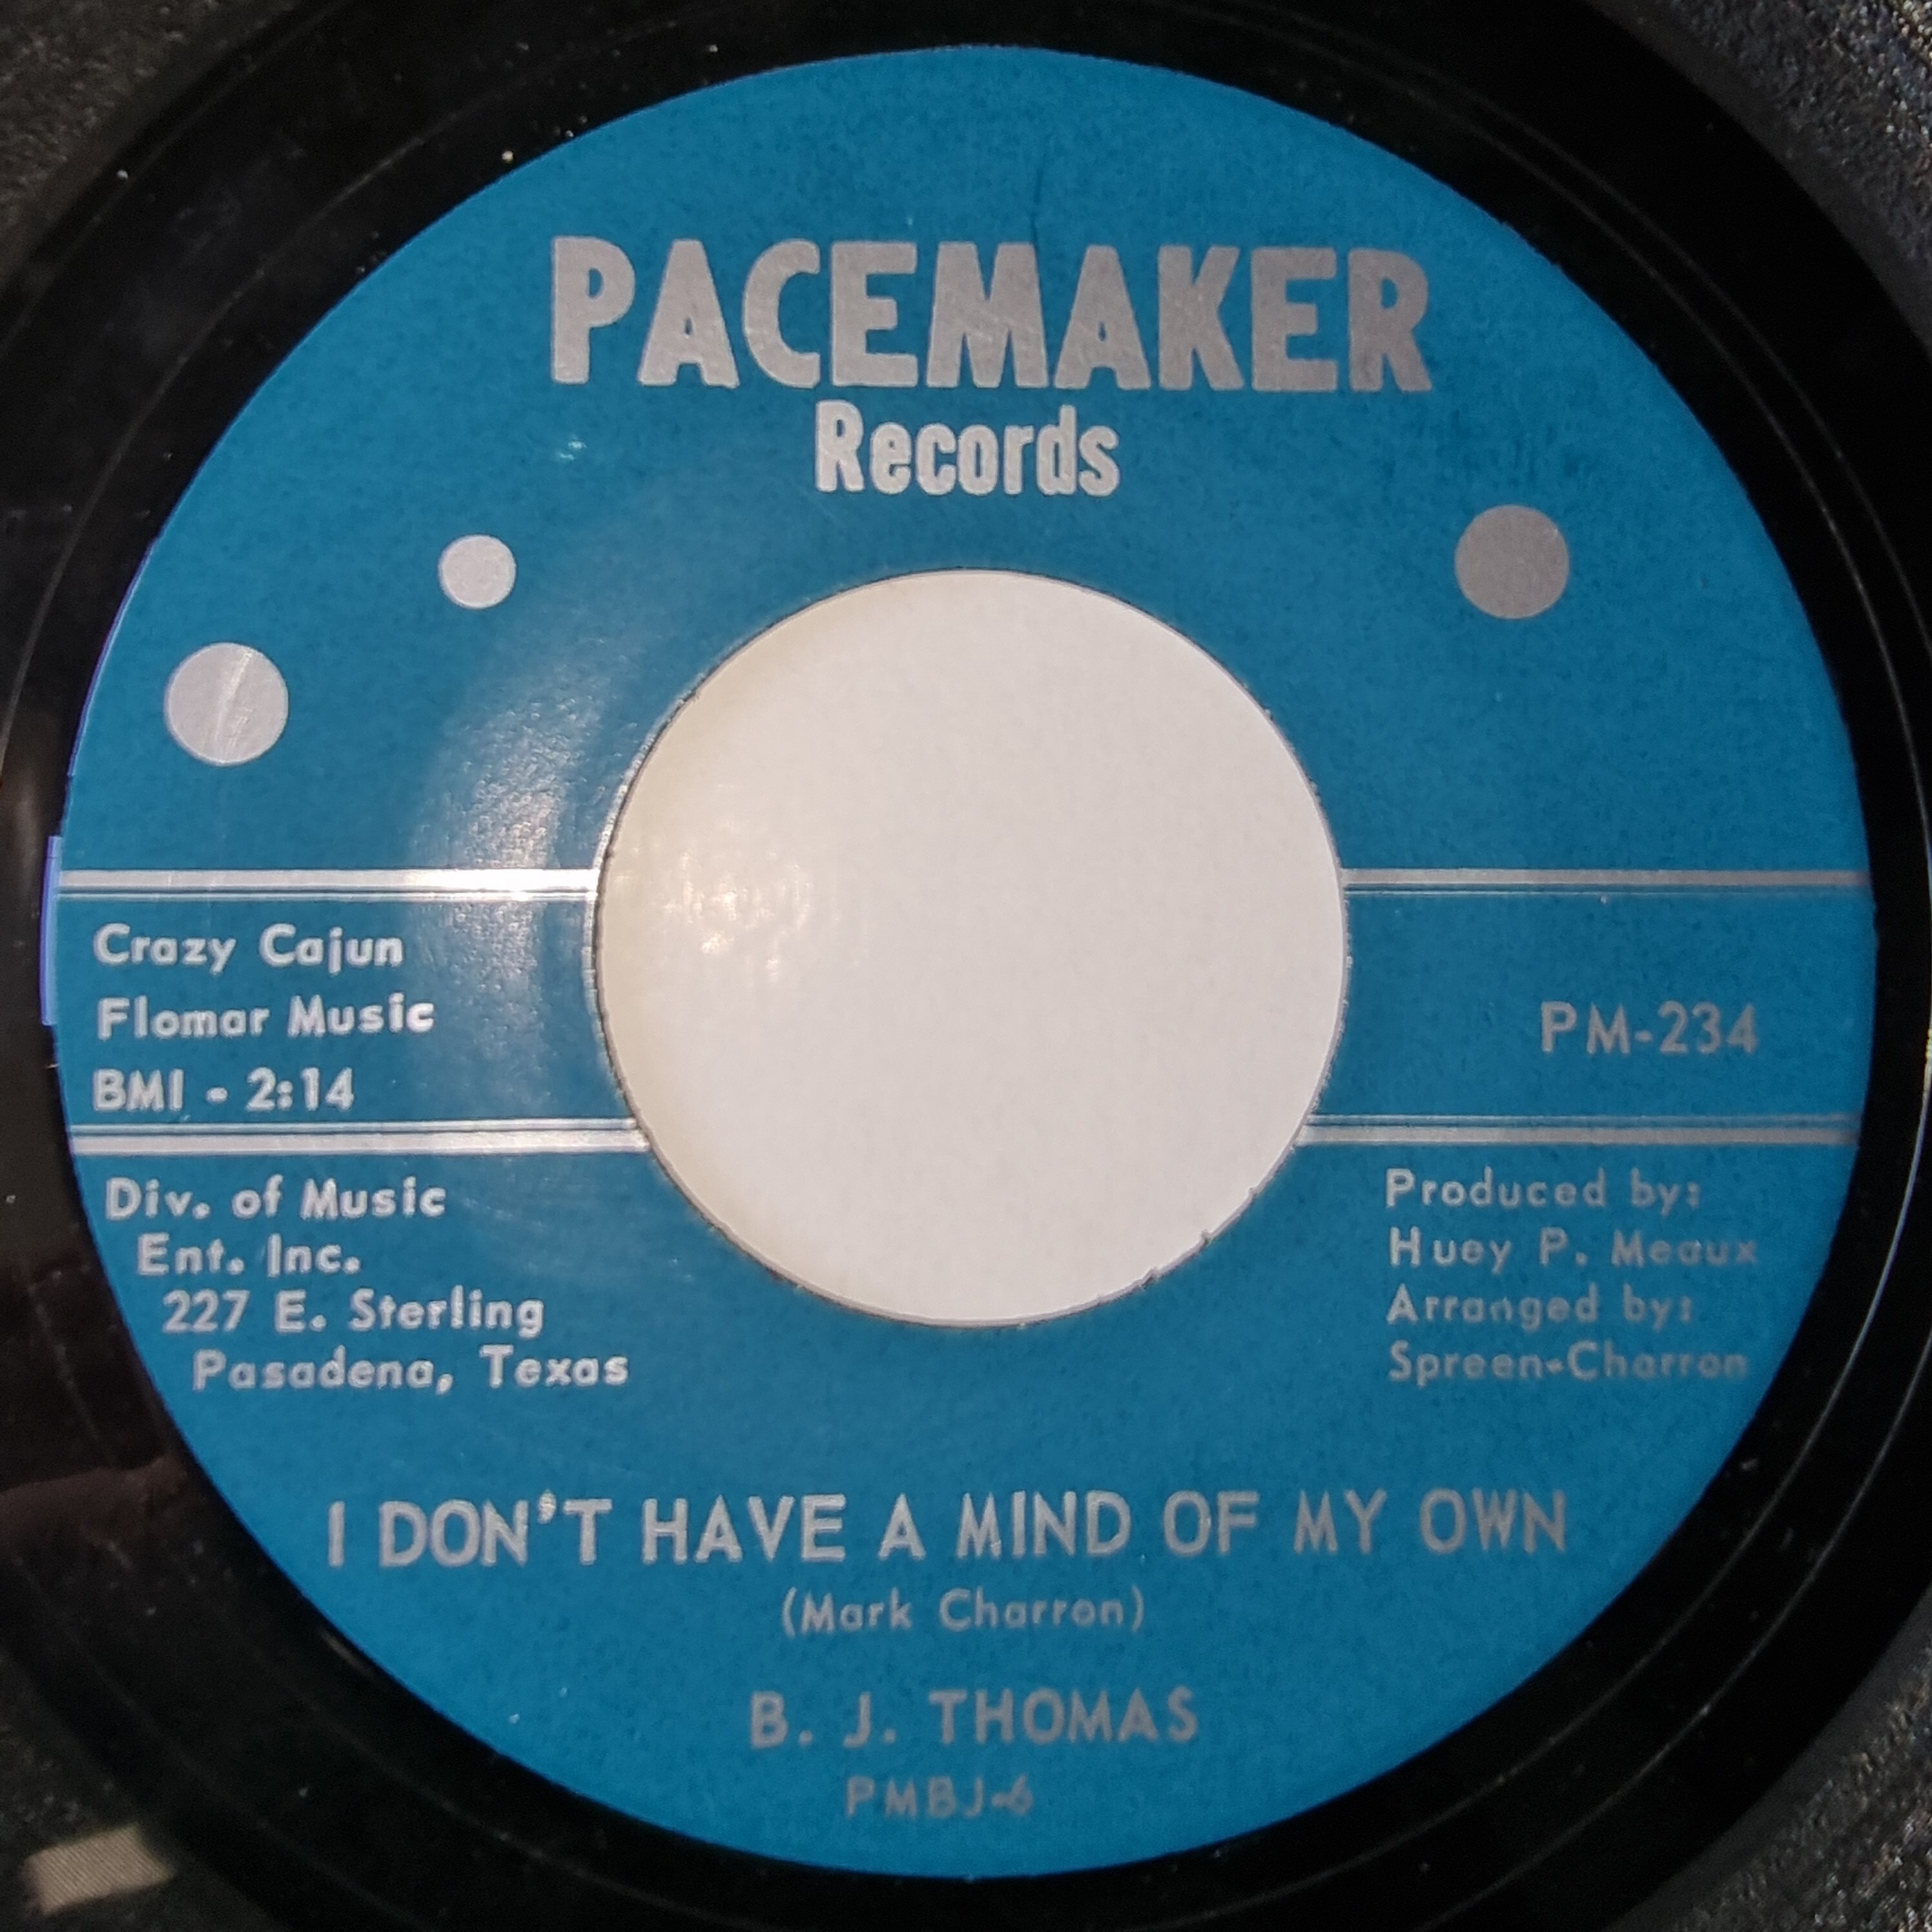 PACEMAKER
Records
Crazy Cajun
Flomar Music
BMI - 2:14
PM-234
Div. of Music
Ent. Inc.
227 E. Sterling
Pasadena, Texas
Produced by:
Huey P. Meaux
Arranged by:
Spreen-Charron
I DON'T HAVE A MIND OF MY OWN
(Mark Charron)
B. J. THOMAS
PMBJ-6